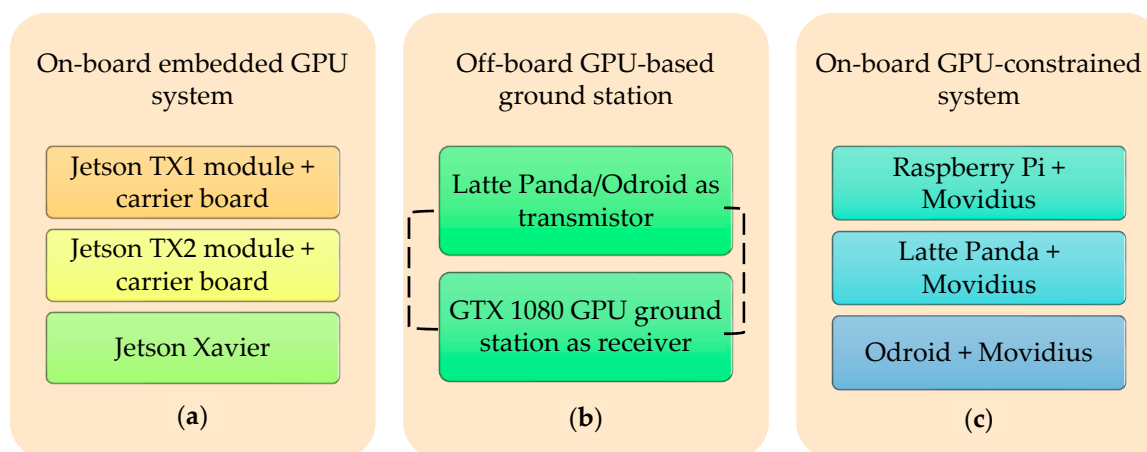 On-board embedded GPU
system
Jetson TX1 module +
carrier board
Jetson TX2 module +
carrier board
Jetson Xavier
(a)
Off-board GPU-based
ground station
Latte Panda/Odroid as
transmistor
GTX 1080 GPU ground
station as receiver
(b)
On-board GPU-constrained
system
Raspberry Pi +
Movidius
Latte Panda +
Movidius
Odroid + Movidius
(c)